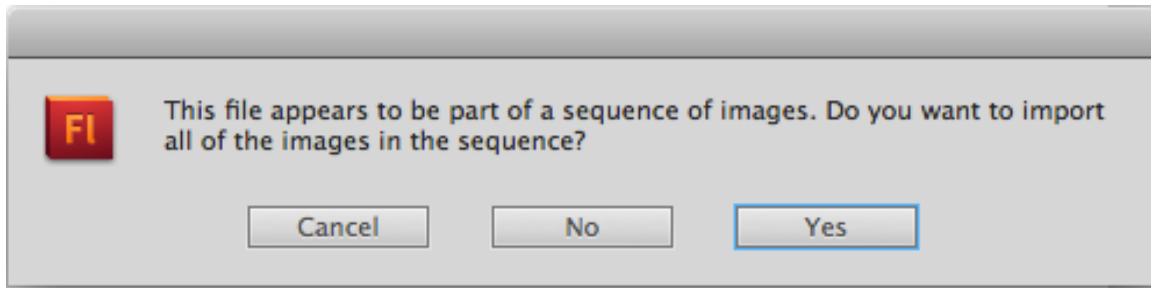 Fl
This file appears to be part of a sequence of images. Do you want to import
all of the images in the sequence?
Cancel No Yes